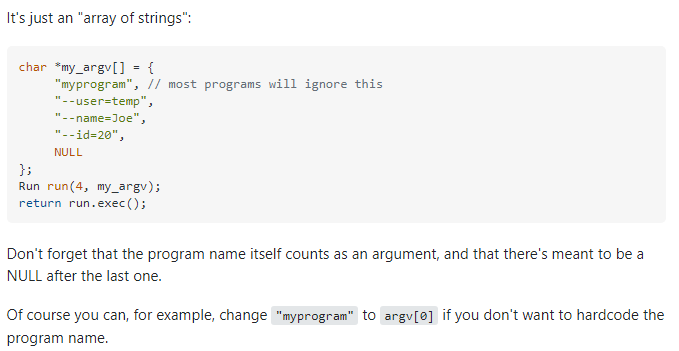 It's just an "array of strings":
char *my_argv[] = {
     "myprogram", // most programs will ignore this
     "--user=temp",
     "--name=Joe",
     "--id=20",
     NULL
};
Run run(4, my_argv);
return run.exec();
Don't forget that the program name itself counts as an argument, and that there's meant to be a
NULL after the last one.
Of course you can, for example, change "myprogram" to argv[0] if you don't want to hardcode the
program name.